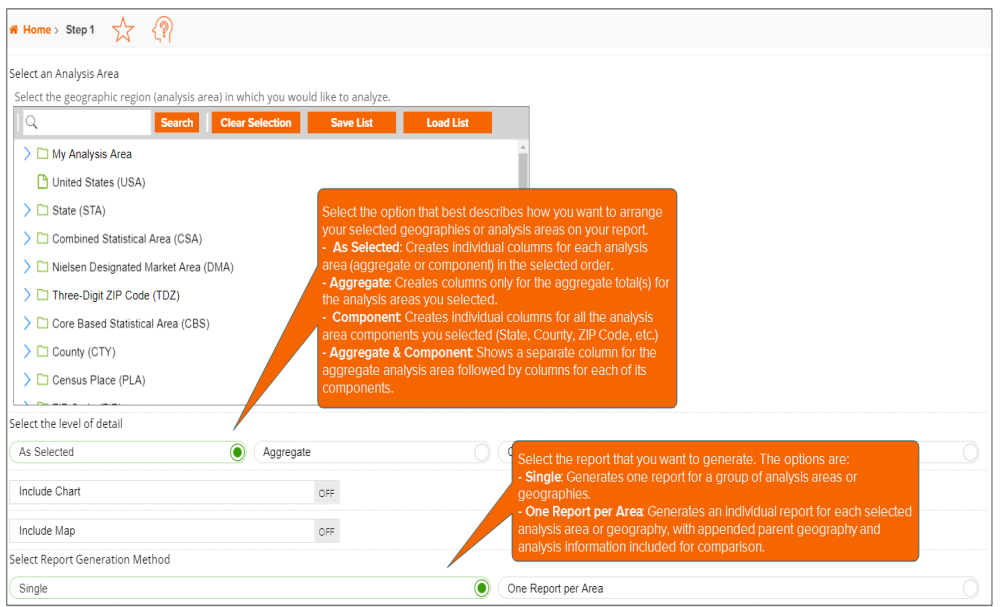 Home > Step 1
Select an Analysis Area
Select the geographic region (analysis area) in which you would like to analyze.
Search Clear Selection Save List Load List
My Analysis Area
United States (USA)
State (STA)
Combined Statistical Area (CSA)
Nielsen Designated Market Area (DMA)
Three-Digit ZIP Code (TDZ)
Core Based Statistical Area (CBS)
County (CTY)
Census Place (PLA)
Select the option that best describes how you want to arrange
your selected geographies or analysis areas on your report.
- As Selected: Creates individual columns for each analysis
area (aggregate or component) in the selected order.
- Aggregate: Creates columns only for the aggregate total(s) for
the analysis areas you selected.
- Component: Creates individual columns for all the analysis
area components you selected (State, County, ZIP Code, etc.)
- Aggregate & Component: Shows a separate column for the
aggregate analysis area followed by columns for each of its
components.
Select the level of detail
As Selected Aggregate
Include Chart OFF
Include Map OFF
Select the report that you want to generate. The options are:
- Single: Generates one report for a group of analysis areas or
geographies.
- One Report per Area: Generates an individual report for each selected
analysis area or geography, with appended parent geography and
analysis information included for comparison.
Select Report Generation Method
Single One Report per Area